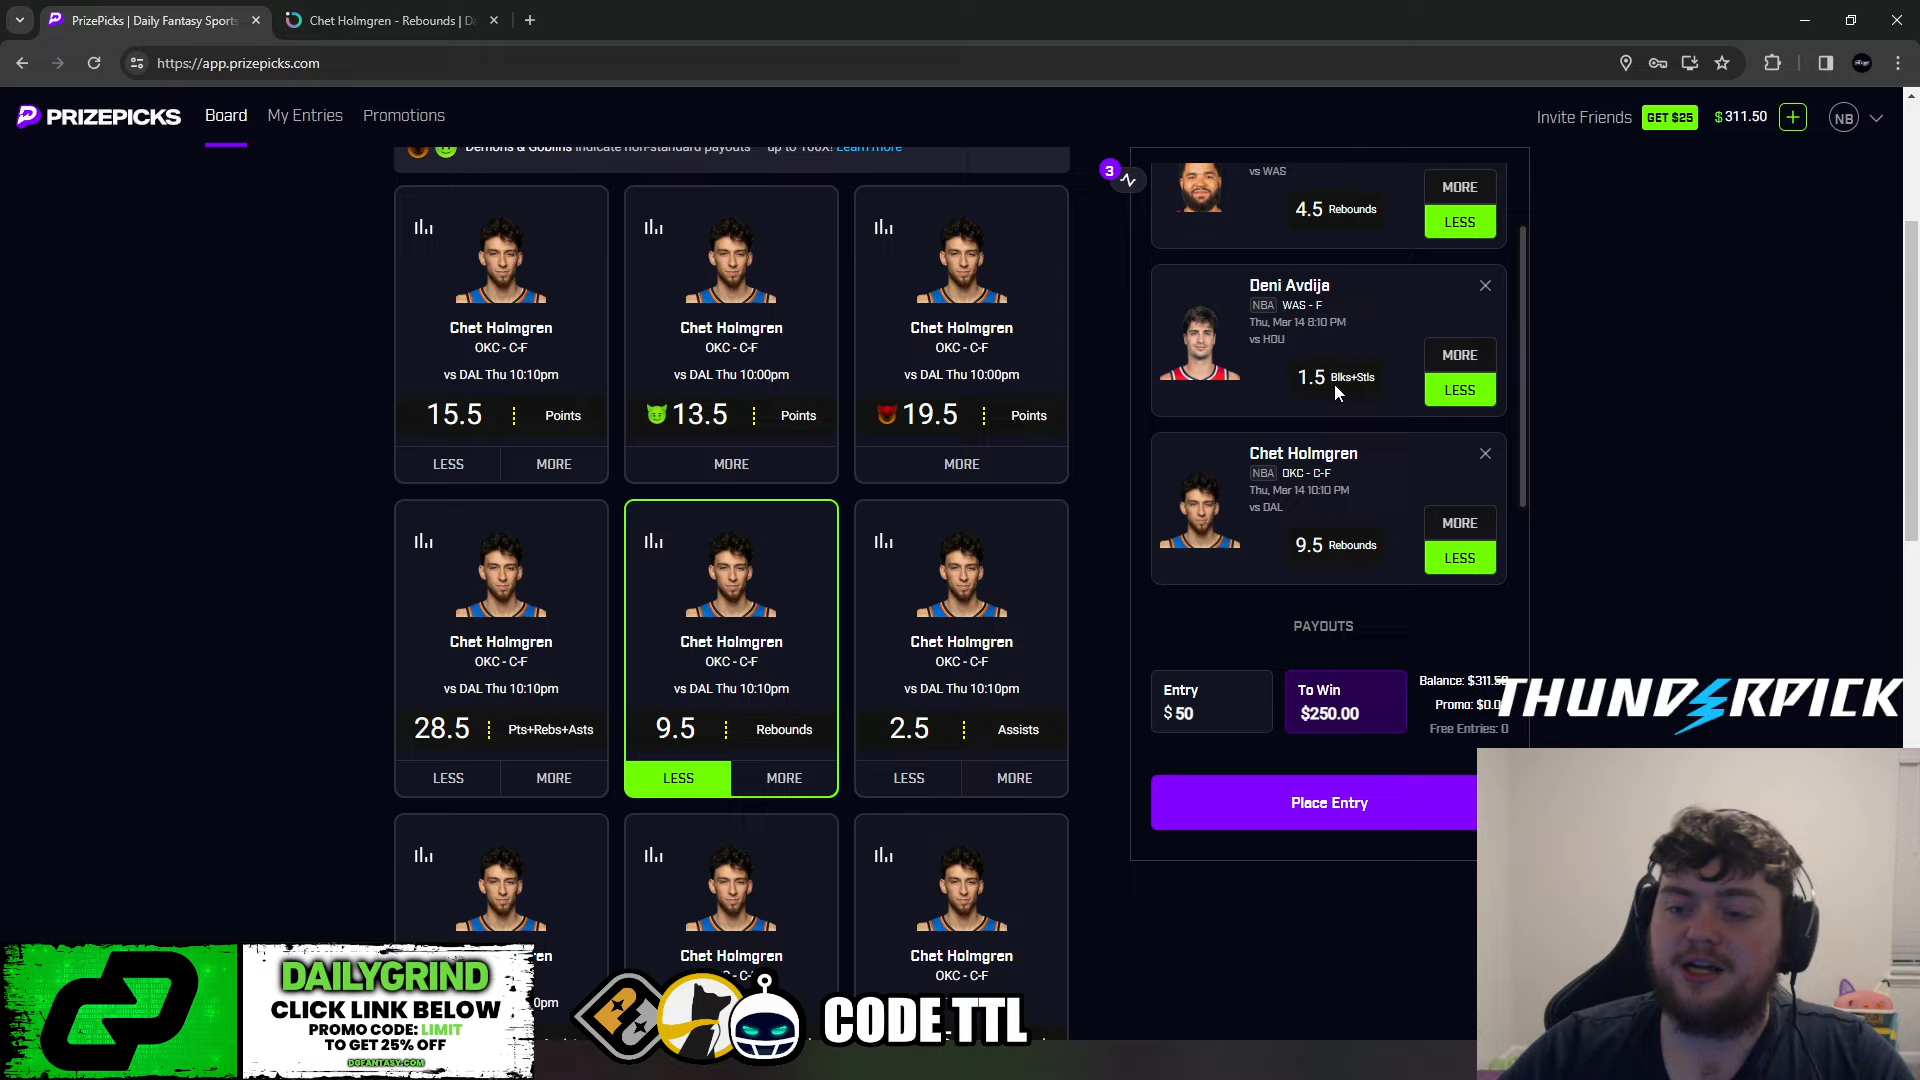 PrizePicks | Daily Fantasy Sports
Chet Holmgren - Rebounds | D
https://app.prizepicks.com
PRIZEPICKS
Board
My Entries
Promotions
Invite Friends
GET $25
$311.50
NB
Demons & Goblins indicate non-standard payouts up to 100X! Learn more
Chet Holmgren
OKC - C-F
vs DAL Thu 10:10pm
15.5 Points
LESS MORE
Chet Holmgren
OKC - C-F
vs DAL Thu 10:00pm
13.5 Points
MORE
Chet Holmgren
OKC - C-F
vs DAL Thu 10:00pm
19.5 Points
MORE
Chet Holmgren
OKC - C-F
vs DAL Thu 10:10pm
28.5 Pts+Rebs+Asts
LESS MORE
Chet Holmgren
OKC - C-F
vs DAL Thu 10:10pm
9.5 Rebounds
LESS MORE
Chet Holmgren
OKC - C-F
vs DAL Thu 10:10pm
2.5 Assists
LESS MORE
Chet Holmgren
Chet Holmgren
OKC - C-F
3
vs WAS
4.5 Rebounds
MORE
LESS
Deni Avdija
NBA WAS - F
Thu, Mar 14 8:10 PM
vs HOU
1.5 Blks+Stls
MORE
LESS
Chet Holmgren
NBA OKC - C-F
Thu, Mar 14 10:10 PM
vs DAL
9.5 Rebounds
MORE
LESS
PAYOUTS
Entry
$ 50
To Win
$250.00
Balance: $311.50
Promo: $0.0
Free Entries: 0
Place Entry
THUNDERPICK
DAILYGRIND
CLICK LINK BELOW
PROMO CODE: LIMIT
TO GET 25% OFF
DGFANTASY.COM
CODE TTL